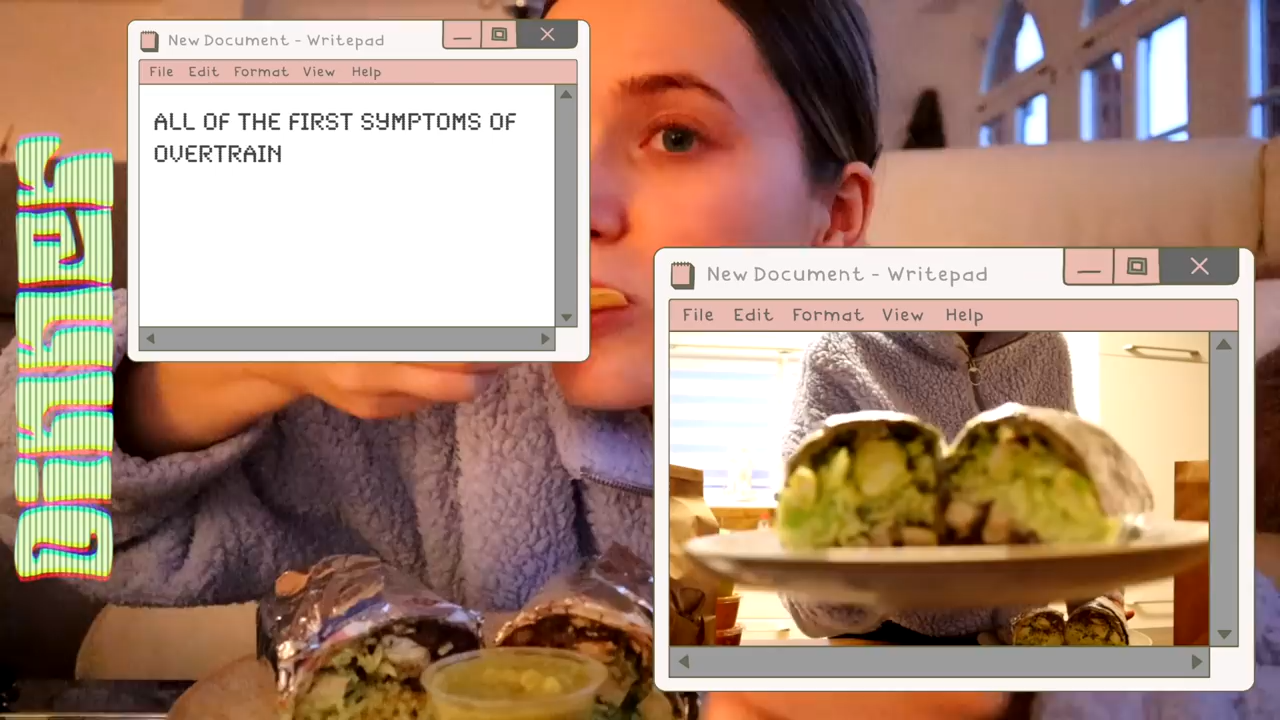 New Document - Writepad
File Edit Format View Help
ALL OF THE FIRST SYMPTOMS OF
OVERTRAIN
DINNER
New Document - Writepad
File Edit Format View Help